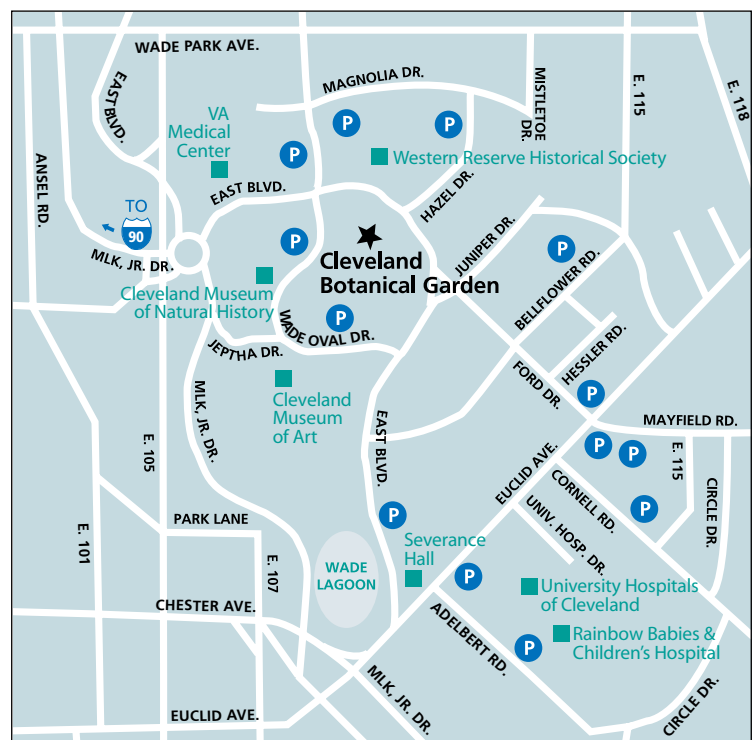 WADE PARK AVE.
EAST BLVD.
MAGNOLIA DR.
MISTLETOE
DR.
E. 115
E. 118
VA
Medical
Center
P
P
P
Western Reserve Historical Society
ANSEL RD.
EAST BLVD.
HAZEL DR.
TO
90
MLK, JR. DR.
P
Cleveland
Botanical Garden
JUNIPER DR.
P
BELLFLOWER RD.
Cleveland Museum
of Natural History
P
WADE OVAL DR.
JEPTHA DR.
HESSLER RD.
FORD DR.
Cleveland
Museum
of Art
MLK, JR. DR.
EAST BLVD.
P
MAYFIELD RD.
E. 105
EUCLID AVE.
P
P
E. 115
CIRCLE DR.
CORNELL RD.
P
UNIV. HOSP. DR.
P
PARK LANE
E. 101
E. 107
Severance
Hall
WADE
LAGOON
P
University Hospitals
of Cleveland
CHESTER AVE.
ADELBERT RD.
P
Rainbow Babies &
Children's Hospital
MLK, JR. DR.
CIRCLE DR.
EUCLID AVE.